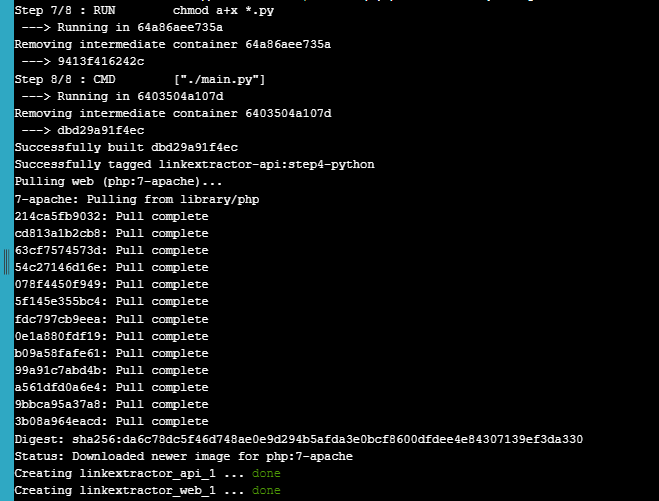 Step 7/8 : RUN chmod a+x *.py
---> Running in 64a86aee735a
Removing intermediate container 64a86aee735a
---> 9413f416242c
Step 8/8 : CMD ["./main.py"]
---> Running in 6403504a107d
Removing intermediate container 6403504a107d
---> dbd29a91f4ec
Successfully built dbd29a91f4ec
Successfully tagged linkextractor-api:step4-python
Pulling web (php:7-apache)...
7-apache: Pulling from library/php
214ca5fb9032: Pull complete
cd813a1b2cb8: Pull complete
63cf7574573d: Pull complete
54c27146d16e: Pull complete
078f4450f949: Pull complete
5f145e355bc4: Pull complete
fdc797cb9eea: Pull complete
0e1a880fdf19: Pull complete
b09a58fafe61: Pull complete
99a91c7abd4b: Pull complete
a561dfd0a6e4: Pull complete
9bbca95a37a8: Pull complete
3b08a964eacd: Pull complete
Digest: sha256:da6c78dc5f46d748ae0e9d294b5afda3e0bcf8600dfdee4e84307139ef3da330
Status: Downloaded newer image for php:7-apache
Creating linkextractor_api_1 ... done
Creating linkextractor_web_1 ... done